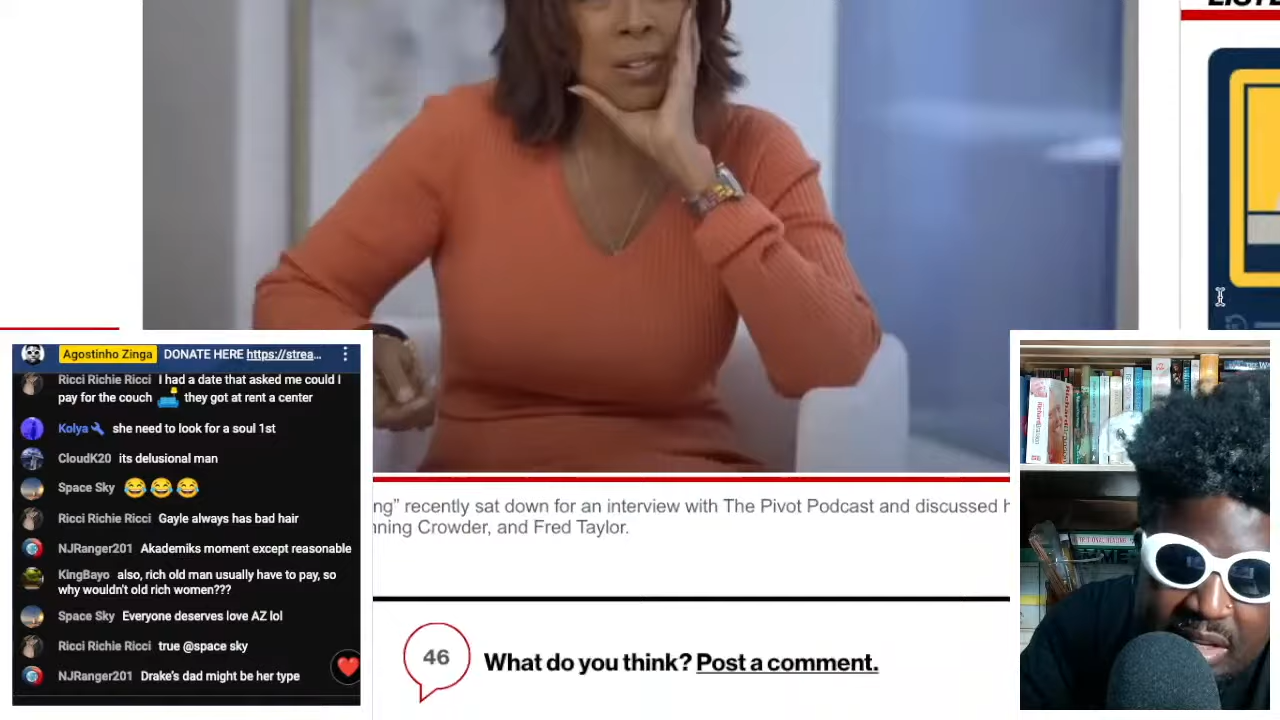 Agostinho Zinga DONATE HERE https://strea...
Ricci Richie Ricci I had a date that asked me could I
pay for the couch 🛋️ they got at rent a center
Kolya🔧 she need to look for a soul 1st
CloudK20 its delusional man
Space Sky 😂😂😂
Ricci Richie Ricci Gayle always has bad hair
NJRanger201 Akademiks moment except reasonable
KingBayo also, rich old man usually have to pay, so
why wouldn't old rich women???
Space Sky Everyone deserves love AZ lol
Ricci Richie Ricci true @space sky
NJRanger201 Drake's dad might be her type
ng” recently sat down for an interview with The Pivot Podcast and discussed h
nning Crowder, and Fred Taylor.
46 What do you think? Post a comment.